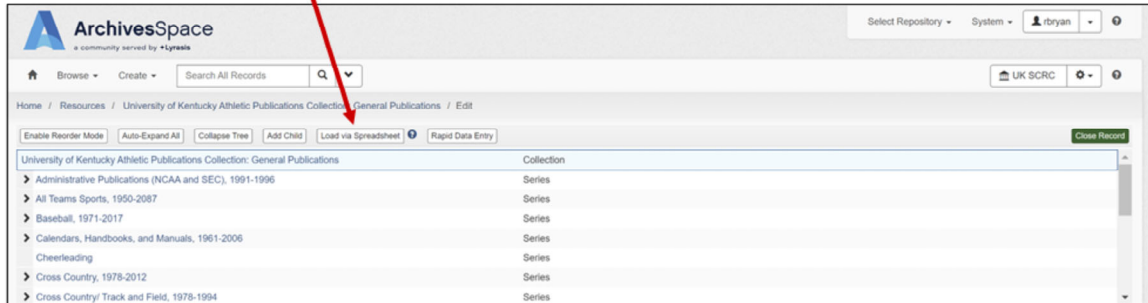 ArchivesSpace
a community served by +Lyrasis
Select Repository System rbryan
Browse Create Search All Records UK SCRC
Home / Resources / University of Kentucky Athletic Publications Collection: General Publications / Edit
Enable Reorder Mode Auto-Expand All Collapse Tree Add Child Load via Spreadsheet Rapid Data Entry Close Record
University of Kentucky Athletic Publications Collection: General Publications Collection
Administrative Publications (NCAA and SEC), 1991-1996 Series
All Teams Sports, 1950-2087 Series
Baseball, 1971-2017 Series
Calendars, Handbooks, and Manuals, 1961-2006 Series
Cheerleading Series
Cross Country, 1978-2012 Series
Cross Country/ Track and Field, 1978-1994 Series